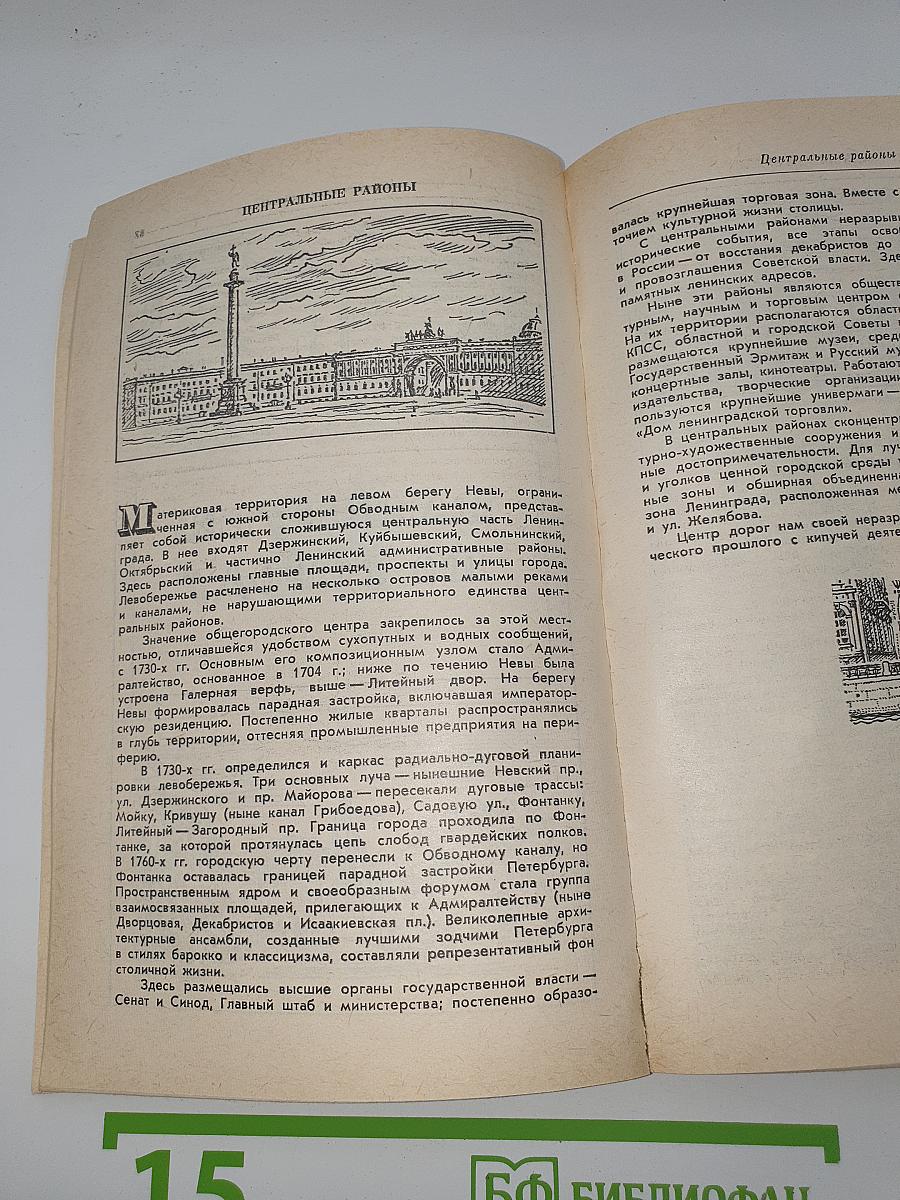 ЦЕНТРАЛЬНЫЕ РАЙОНЫ
Материковая территория на левом берегу Невы, ограни-
ченная с южной стороны Обводным каналом, представ-
ляет собой исторически сложившуюся центральную часть Ленин-
града. В нее входят Дзержинский, Куйбышевский, Смольнинский,
Октябрьский и частично Ленинский административные районы.
Здесь расположены главные площади, проспекты и улицы города.
Левобережье расчленено на несколько островов малыми реками
и каналами, не нарушающими территориального единства цент-
ральных районов.
Значение общегородского центра закрепилось за этой мест-
ностью, отличавшейся удобством сухопутных и водных сообщений,
с 1730-х гг. Основным его композиционным узлом стало Адми-
ралтейство, основанное в 1704 г.; ниже по течению Невы была
устроена Галерная верфь, выше — Литейный двор. На берегу
Невы формировалась парадная застройка, включавшая император-
скую резиденцию. Постепенно жилые кварталы распространялись
в глубь территории, оттесняя промышленные предприятия на пери-
ферию.
В 1730-х гг. определился и каркас радиально-дуговой плани-
ровки левобережья. Три основных луча — нынешние Невский пр.,
ул. Дзержинского и пр. Майорова — пересекали дуговые трассы:
Мойку, Кривушу (ныне канал Грибоедова), Садовую ул., Фонтанку,
Литейный — Загородный пр. Граница города проходила по Фон-
танке, за которой протянулась цепь слобод гвардейских полков.
В 1760-х гг. городскую черту перенесли к Обводному каналу, но
Фонтанка оставалась границей парадной застройки Петербурга.
Пространственным ядром и своеобразным форумом стала группа
взаимосвязанных площадей, прилегающих к Адмиралтейству (ныне
Дворцовая, Декабристов и Исаакиевская пл.). Великолепные архи-
тектурные ансамбли, созданные лучшими зодчими Петербурга
в стилях барокко и классицизма, составляли репрезентативный фон
столичной жизни.
Здесь размещались высшие органы государственной власти —
Сенат и Синод, Главный штаб и министерства; постепенно образо-
Центральные районы
валась крупнейшая торговая зона. Вместе с
точием культурной жизни столицы.
С центральными районами неразрывн
исторические события, все этапы осво
в России — от восстания декабристов до
и провозглашения Советской власти. Зде
памятных ленинских адресов.
Ныне эти районы являются обществ
турным, научным и торговым центром
На их территории располагаются област
КПСС, областной и городской Советы
размещаются крупнейшие музеи, сред
Государственный Эрмитаж и Русский му
концертные залы, кинотеатры. Работают
издательства, творческие организаци
пользуются крупнейшие универмаги —
«Дом ленинградской торговли».
В центральных районах сконцентри
турно-художественные сооружения и
ные достопримечательности. Для луч
и уголков ценной городской среды
ные зоны и обширная объединенна
зона Ленинграда, расположенная ме
и ул. Желябова.
Центр дорог нам своей неразр
ческого прошлого с кипучей деяте
15
БФ БИБЛИОФАН